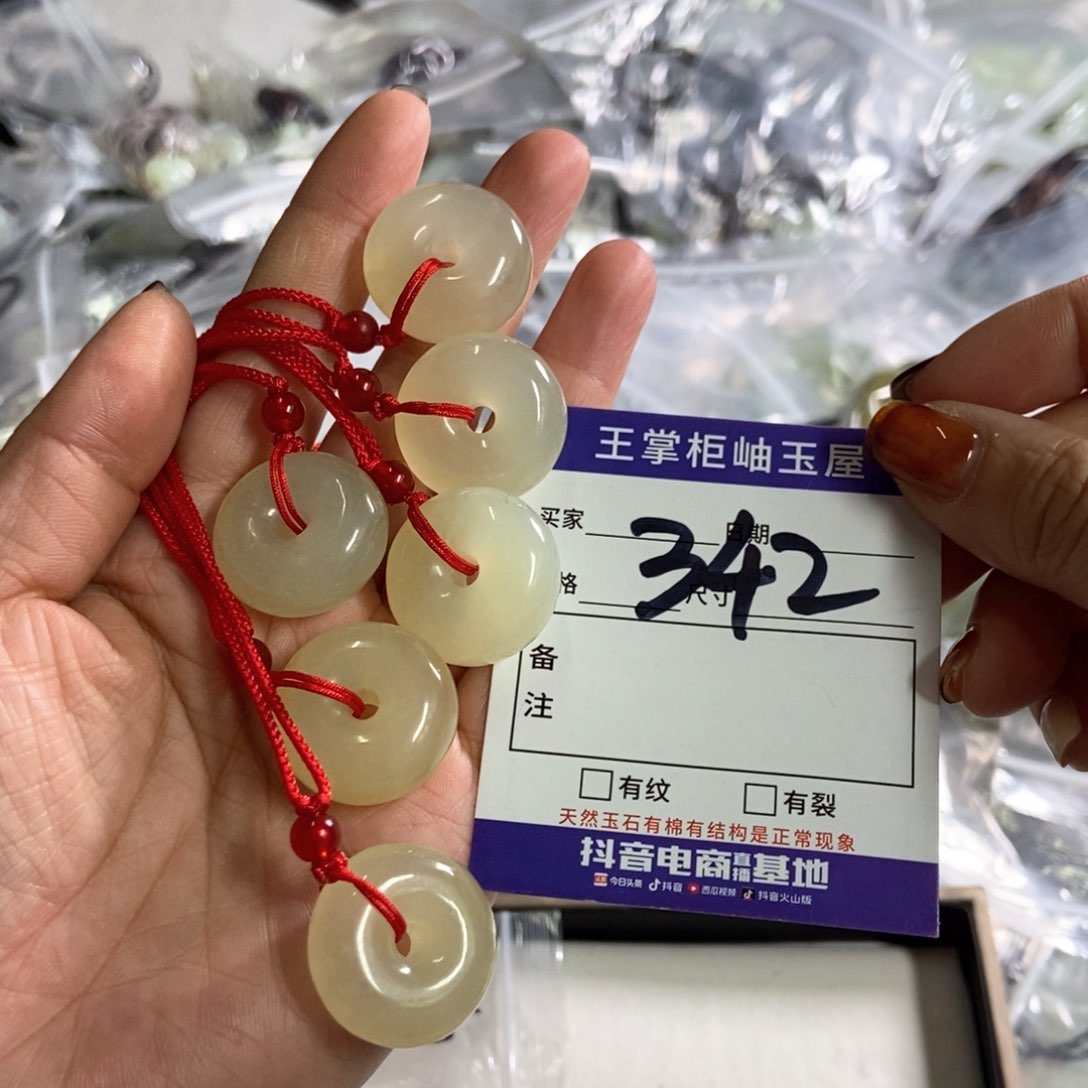 王掌柜岫玉屋
买家 日期
格 尺寸
342
备
注
有纹 有裂
天然玉石有棉有结构是正常现象
抖音电商直播基地
今日头条 抖音 西瓜视频 抖音火山版